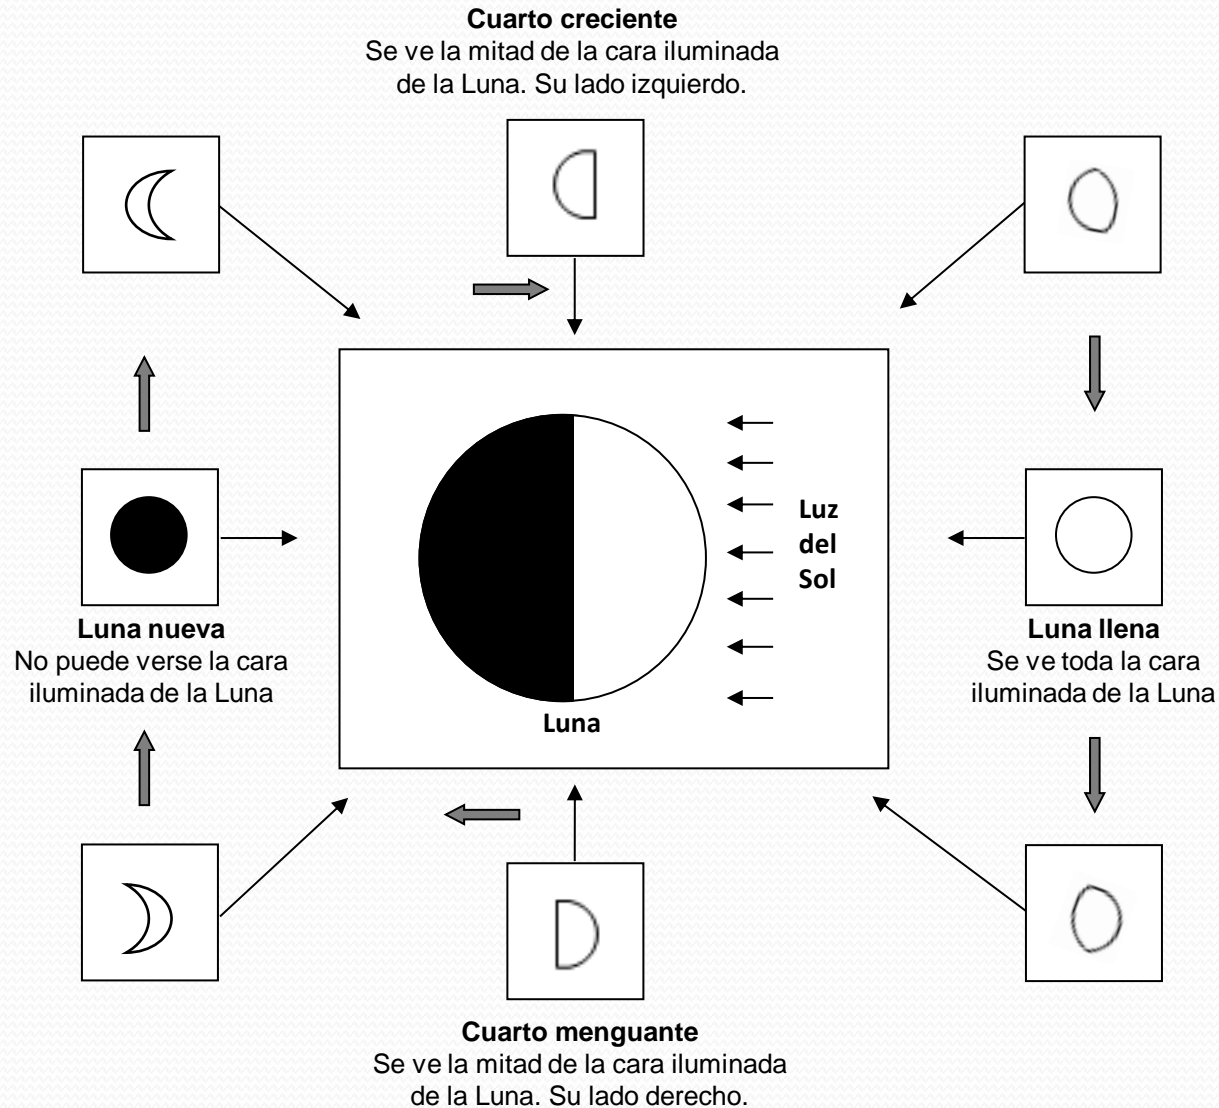 Cuarto creciente
Se ve la mitad de la cara iluminada
de la Luna. Su lado izquierdo.
Luz
del
Sol
Luna
Luna nueva
No puede verse la cara
iluminada de la Luna
Luna llena
Se ve toda la cara
iluminada de la Luna
Cuarto menguante
Se ve la mitad de la cara iluminada
de la Luna. Su lado derecho.